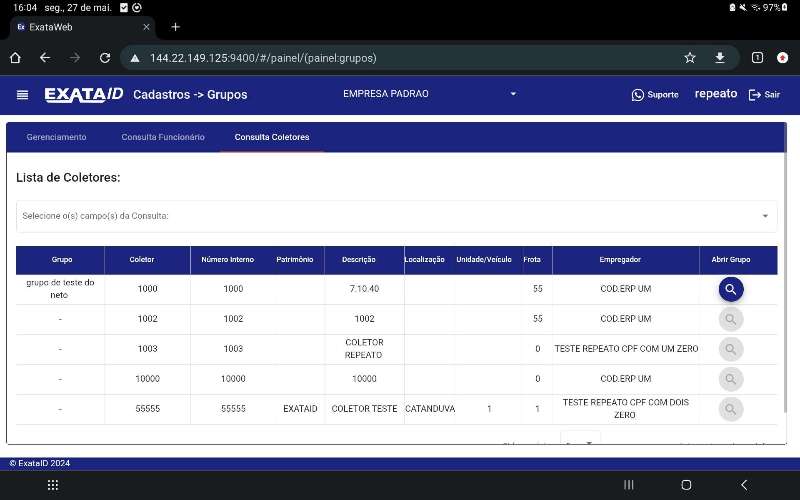 16:04 seg., 27 de mai. 97%
Ex ExataWeb
144.22.149.125:9400/#/painel/(painel:grupos) 1
EXATAID Cadastros -> Grupos EMPRESA PADRAO Suporte repeato Sair
Gerenciamento Consulta Funcionário Consulta Coletores
Lista de Coletores:
Selecione o(s) campo(s) da Consulta:
Grupo Coletor Número Interno Patrimônio Descrição Localização Unidade/Veículo Frota Empregador Abrir Grupo
grupo de teste do
neto 1000 1000 7.10.40 55 COD.ERP UM
- 1002 1002 1002 55 COD.ERP UM
- 1003 1003 COLETOR
REPEATO 0 TESTE REPEATO CPF COM UM ZERO
- 10000 10000 10000 0 COD.ERP UM
- 55555 55555 EXATAID COLETOR TESTE CATANDUVA 1 1 TESTE REPEATO CPF COM DOIS
ZERO
© ExataID 2024